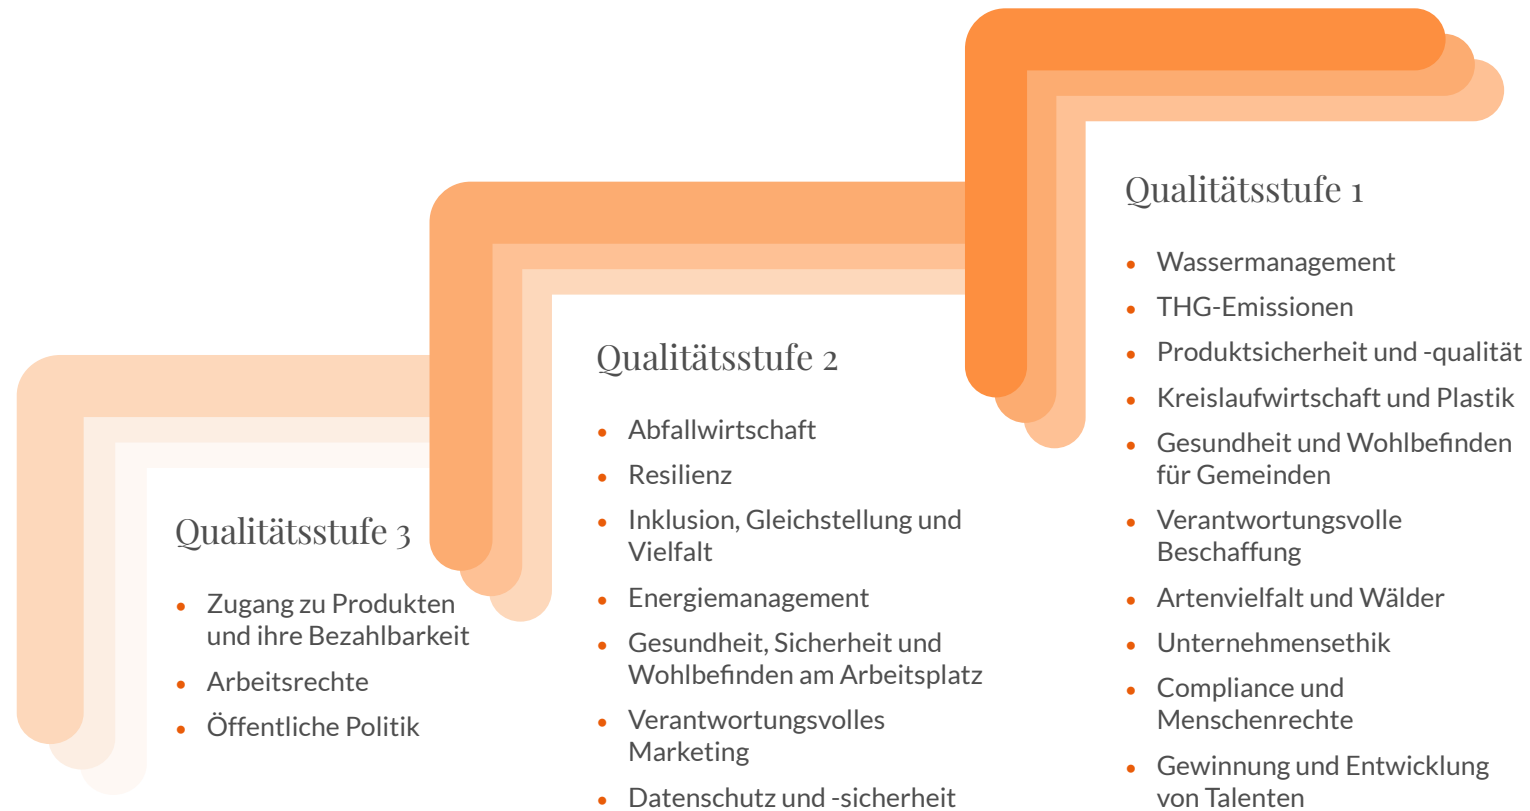 Qualitätsstufe 1
• Wassermanagement
• THG-Emissionen
• Produktsicherheit und -qualität
• Kreislaufwirtschaft und Plastik
• Gesundheit und Wohlbefinden
für Gemeinden
• Verantwortungsvolle
Beschaffung
• Artenvielfalt und Wälder
• Unternehmensethik
• Compliance und
Menschenrechte
• Gewinnung und Entwicklung
von Talenten
Qualitätsstufe 2
• Abfallwirtschaft
• Resilienz
• Inklusion, Gleichstellung und
Vielfalt
• Energiemanagement
• Gesundheit, Sicherheit und
Wohlbefinden am Arbeitsplatz
• Verantwortungsvolles
Marketing
• Datenschutz und -sicherheit
Qualitätsstufe 3
• Zugang zu Produkten
und ihre Bezahlbarkeit
• Arbeitsrechte
• Öffentliche Politik